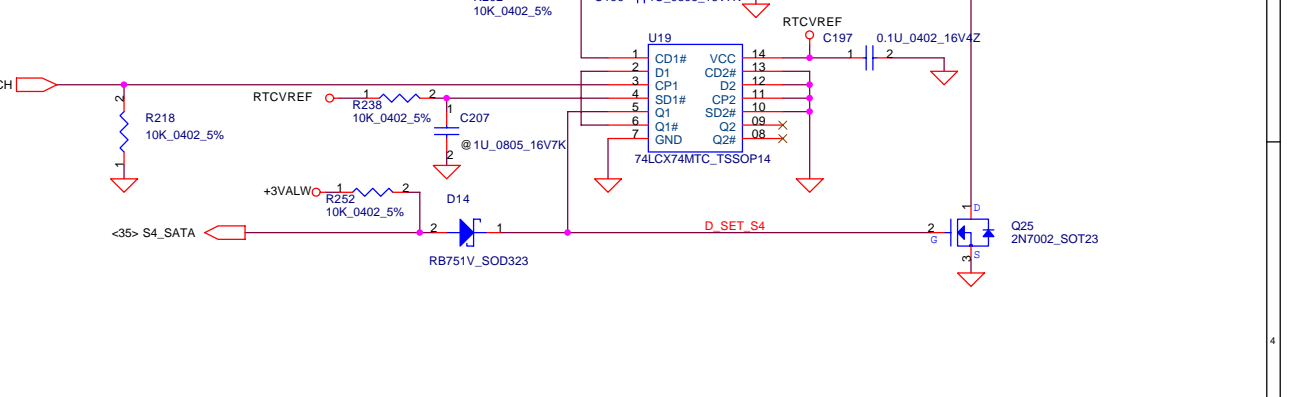 10K_0402_5%
RTCVREF
C197
0.1U_0402_16V4Z
1
2
U19
1
CD1#
VCC
14
2
D1
CD2#
13
3
CP1
D2
12
4
SD1#
CP2
11
5
Q1
SD2#
10
6
Q1#
Q2
09
7
GND
Q2#
08
74LCX74MTC_TSSOP14
CH
2
R218
10K_0402_5%
1
RTCVREF
1
2
R238
10K_0402_5%
1
C207
@1U_0805_16V7K
2
+3VALW
1
2
R252
10K_0402_5%
D14
<35> S4_SATA
2
1
RB751V_SOD323
D_SET_S4
1
D
2
G
Q25
2N7002_SOT23
3
S
4